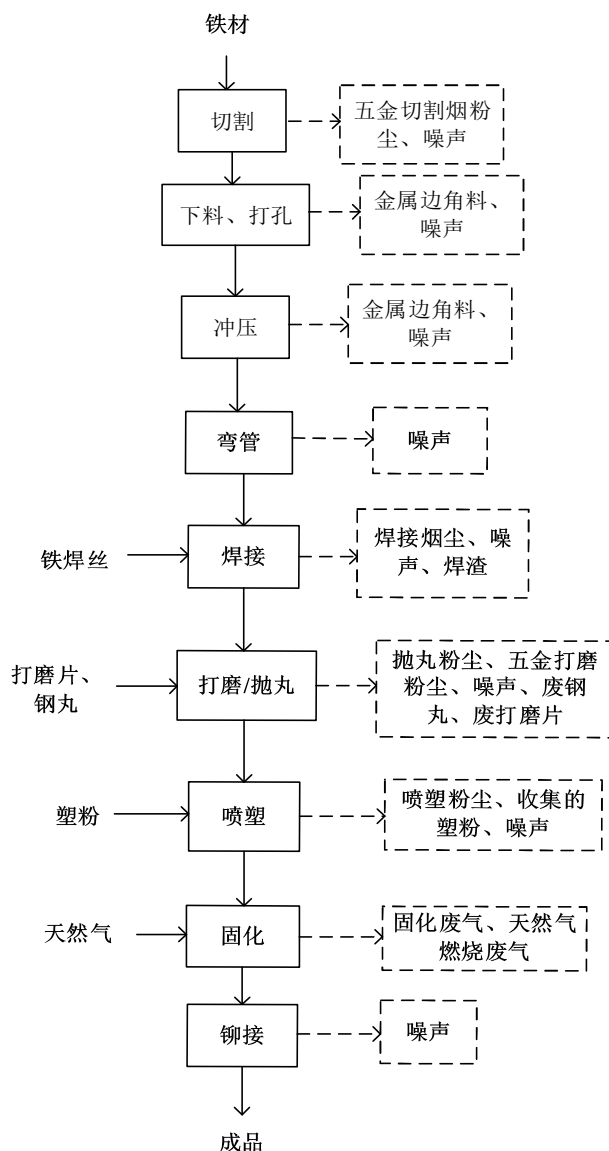 铁材
切割
五金切割烟粉
尘、噪声
下料、打孔
金属边角料、
噪声
冲压
金属边角料、
噪声
弯管
噪声
铁焊丝
焊接
焊接烟尘、噪
声、焊渣
打磨片、
钢丸
打磨/抛丸
抛丸粉尘、五金打磨
粉尘、噪声、废钢
丸、废打磨片
塑粉
喷塑
喷塑粉尘、收集的
塑粉、噪声
天然气
固化
固化废气、天然气
燃烧废气
铆接
噪声
成品